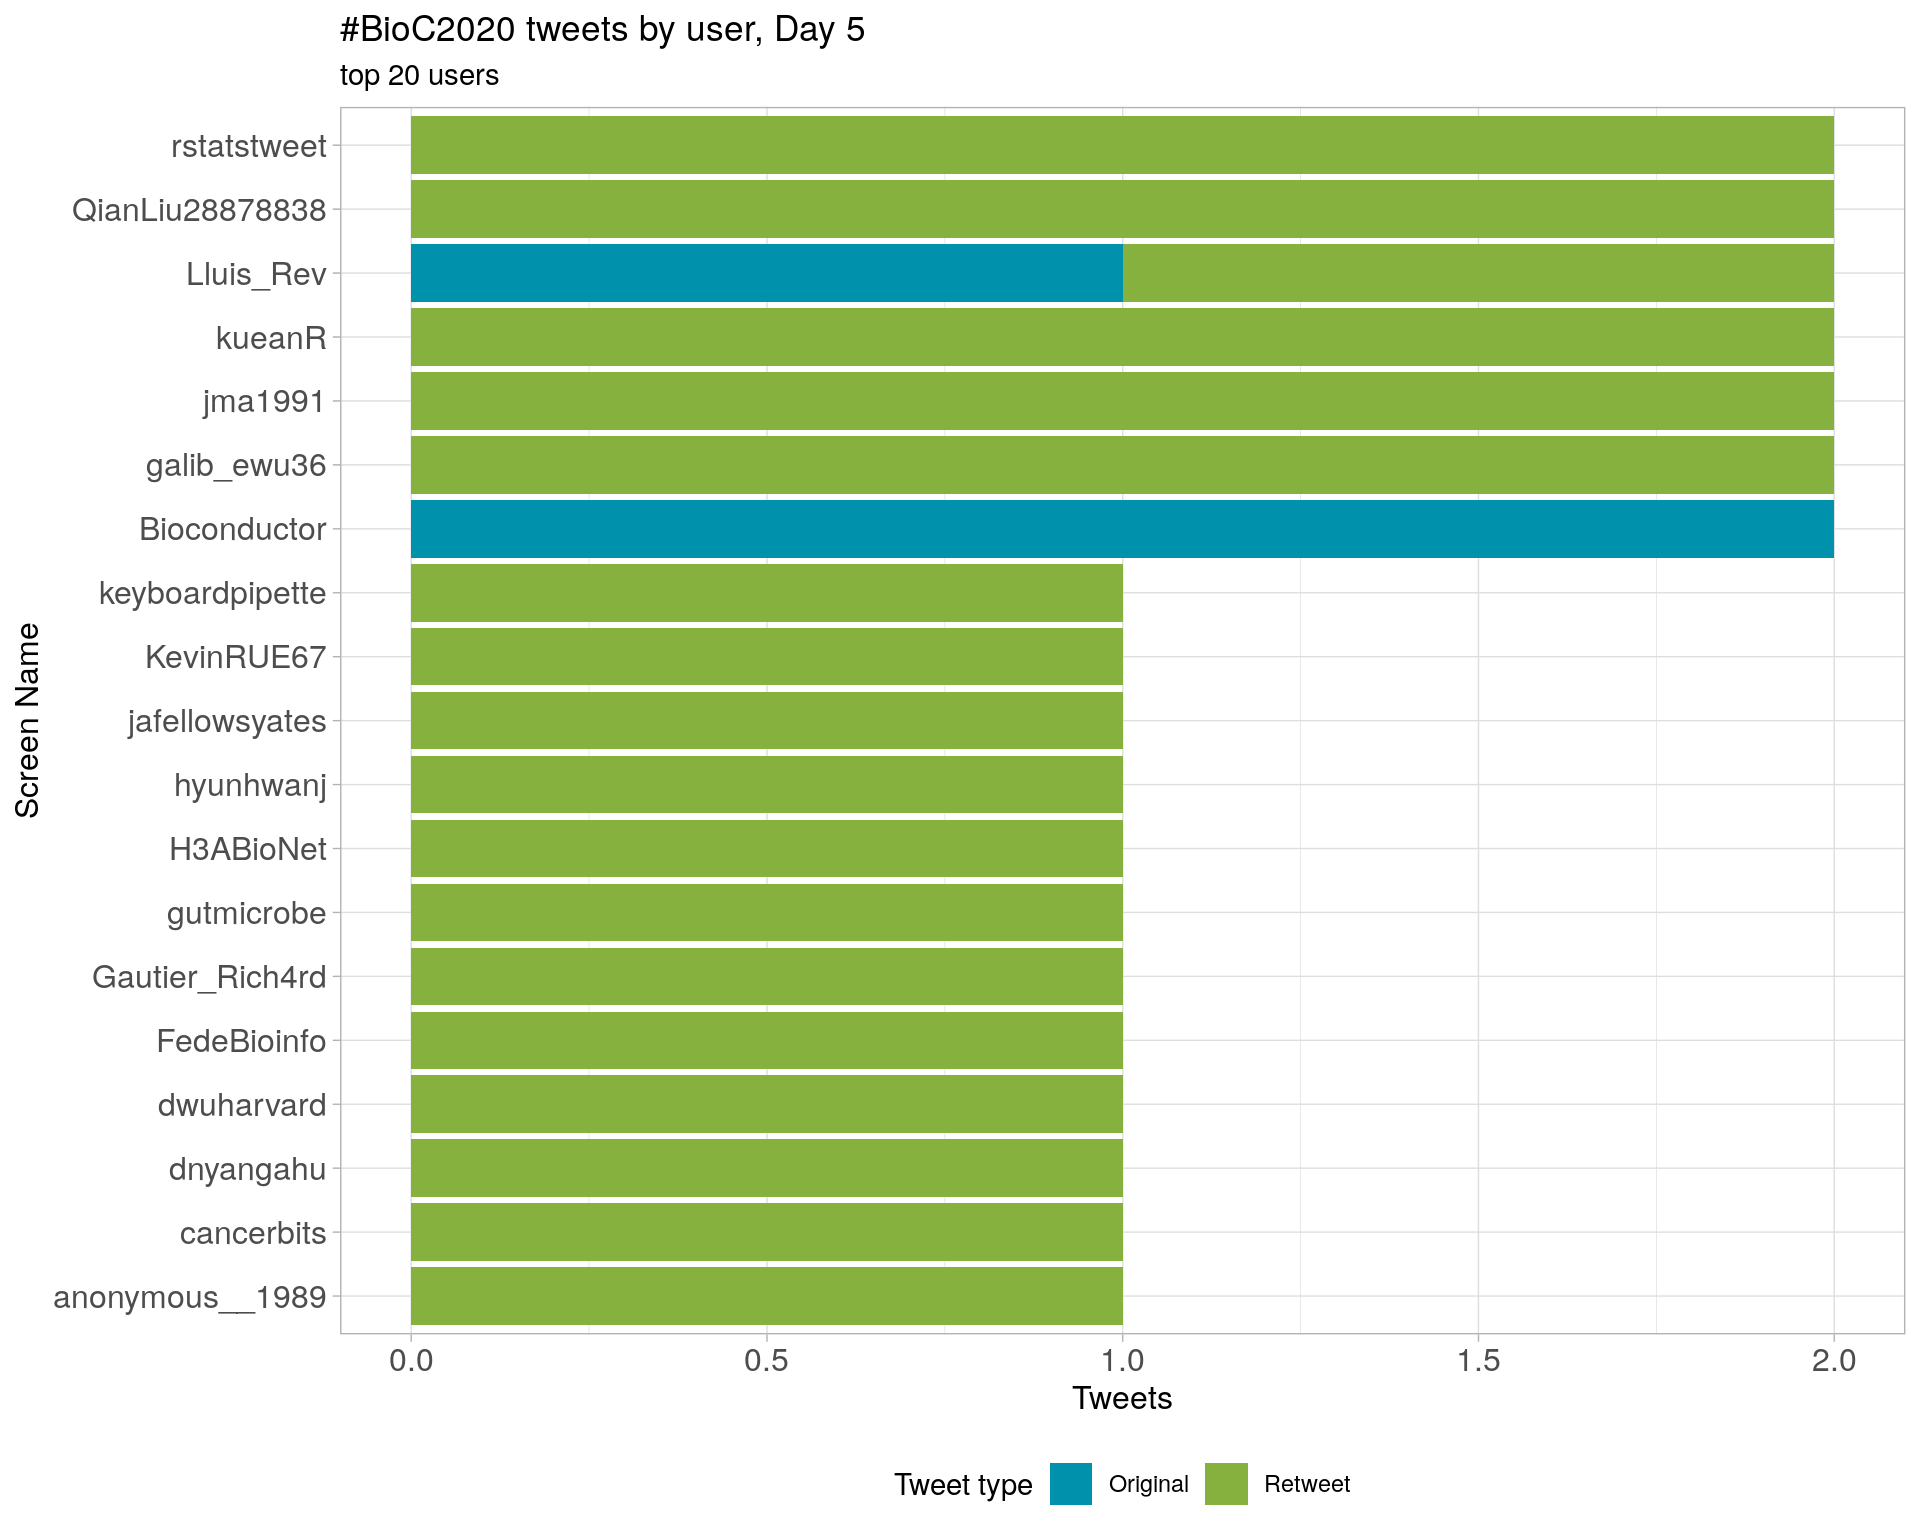 #BioC2020 tweets by user, Day 5
top 20 users
rstatstweet
QianLiu28878838
Lluis_Rev
kueanR
jma1991
galib_ewu36
Bioconductor
keyboardpipette
KevinRUE67
jafellowsyates
hyunhwanj
H3ABioNet
gutmicrobe
Gautier_Rich4rd
FedeBioinfo
dwuharvard
dnyangahu
cancerbits
anonymous__1989
Screen Name
0.0 0.5 1.0 1.5 2.0
Tweets
Tweet type Original Retweet